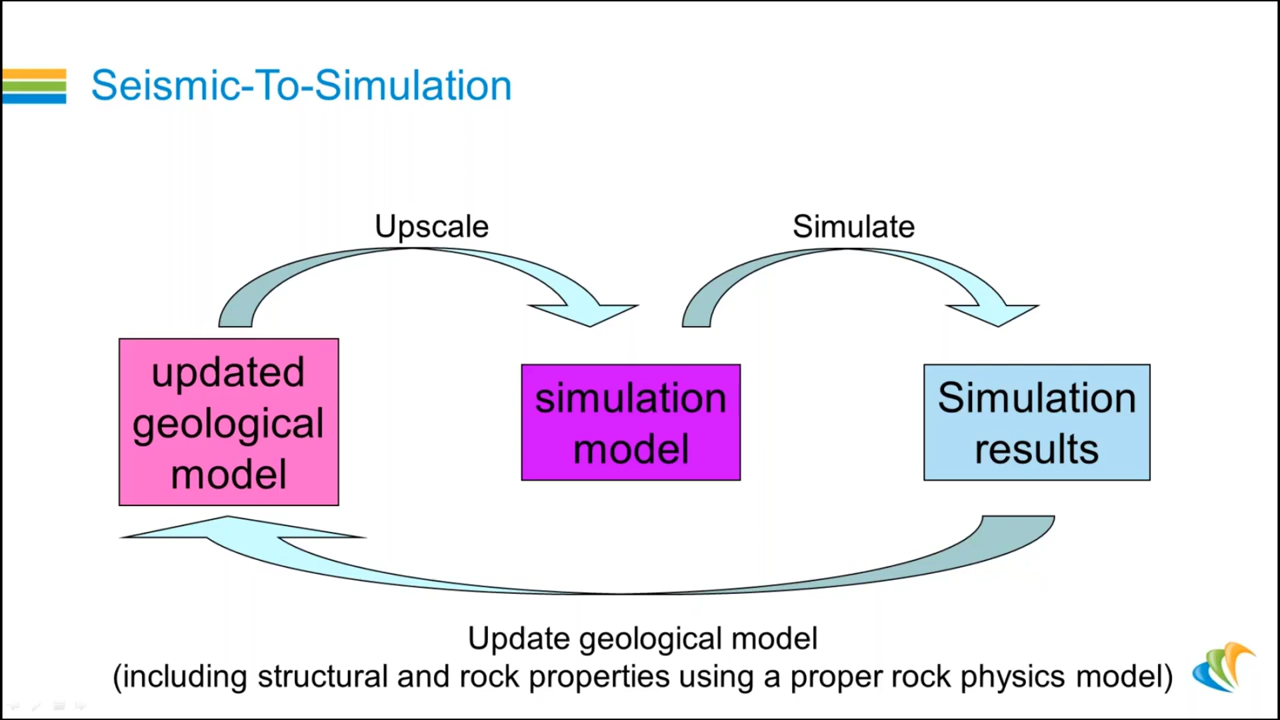 Seismic-To-Simulation
Upscale
Simulate
updated
geological
model
simulation
model
Simulation
results
Update geological model
(including structural and rock properties using a proper rock physics model)